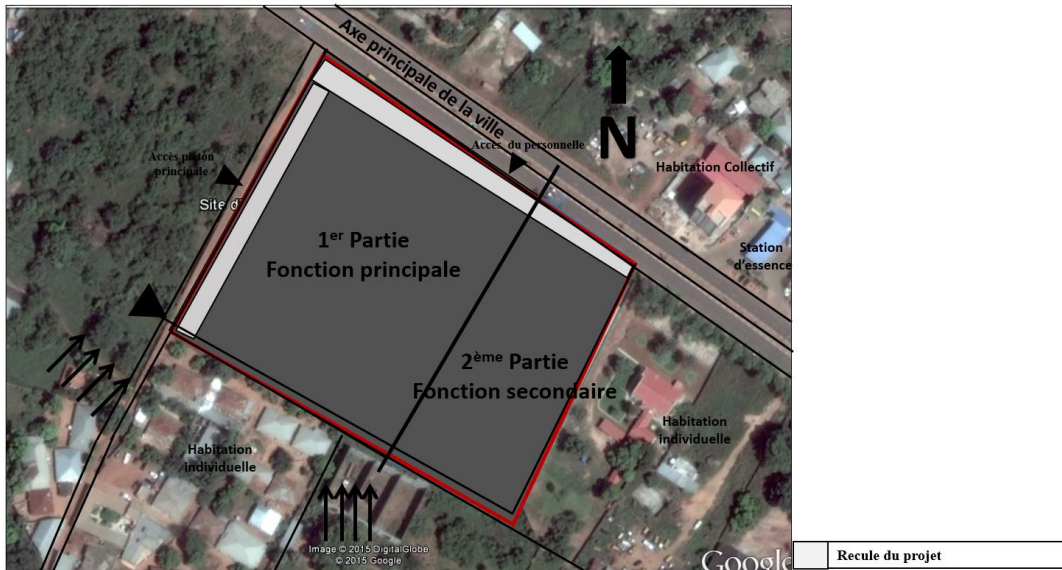 Axe principale de la ville
N
Accès du personnelle
Habitation Collectif
Accès piéton
principale
Site d'
Station
d'essence
1er Partie
Fonction principale
2ème Partie
Fonction secondaire
Habitation
individuelle
Habitation
individuelle
Image © 2015 DigitalGlobe
© 2015 Google
Google
Recule du projet